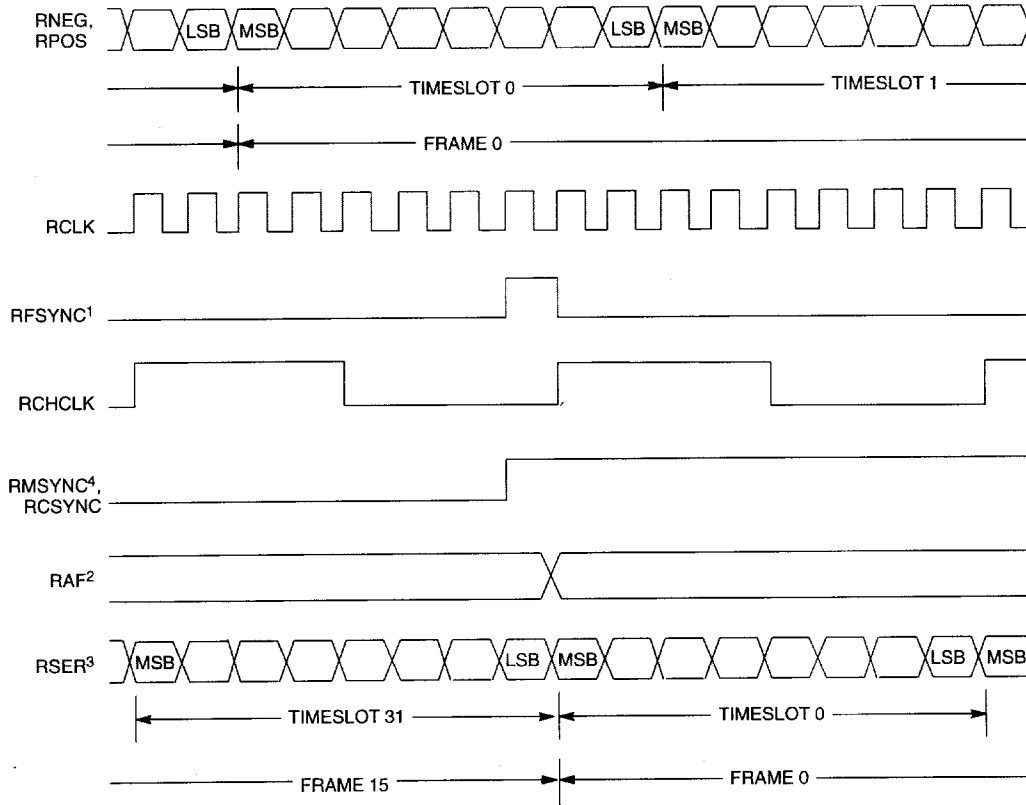 RNEG,
RPOS
LSB MSB LSB MSB
TIMESLOT 0 TIMESLOT 1
FRAME 0
RCLK
RFSYNC1
RCHCLK
RMSYNC4,
RCSYNC
RAF2
RSER3
MSB LSB MSB LSB MSB
TIMESLOT 31 TIMESLOT 0
FRAME 15 FRAME 0